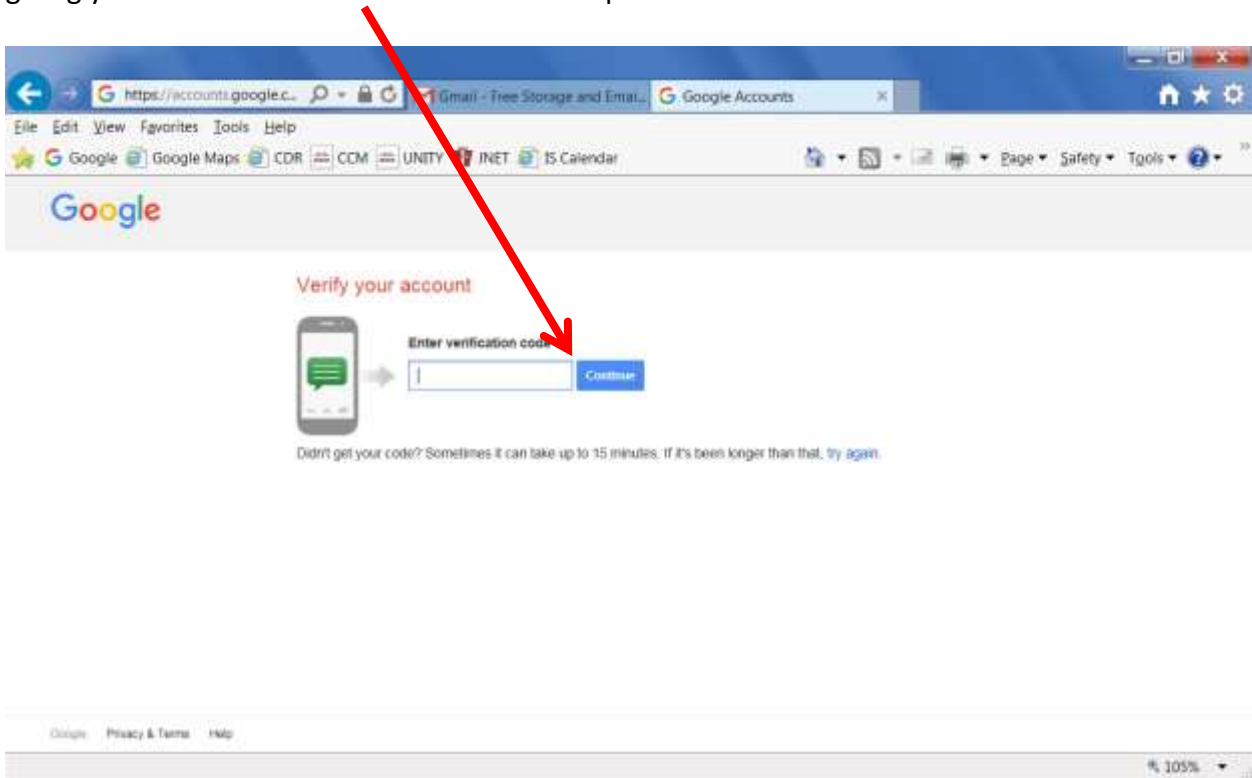 https://accounts.google.c... Gmail - Free Storage and Emai... Google Accounts
File Edit View Favorites Tools Help
Google Google Maps CDR CCM UNITY INET IS Calendar Page Safety Tools
Google
Verify your account
Enter verification code
Continue
Didn't get your code? Sometimes it can take up to 15 minutes. If it's been longer than that, try again.
Google Privacy & Terms Help
105%